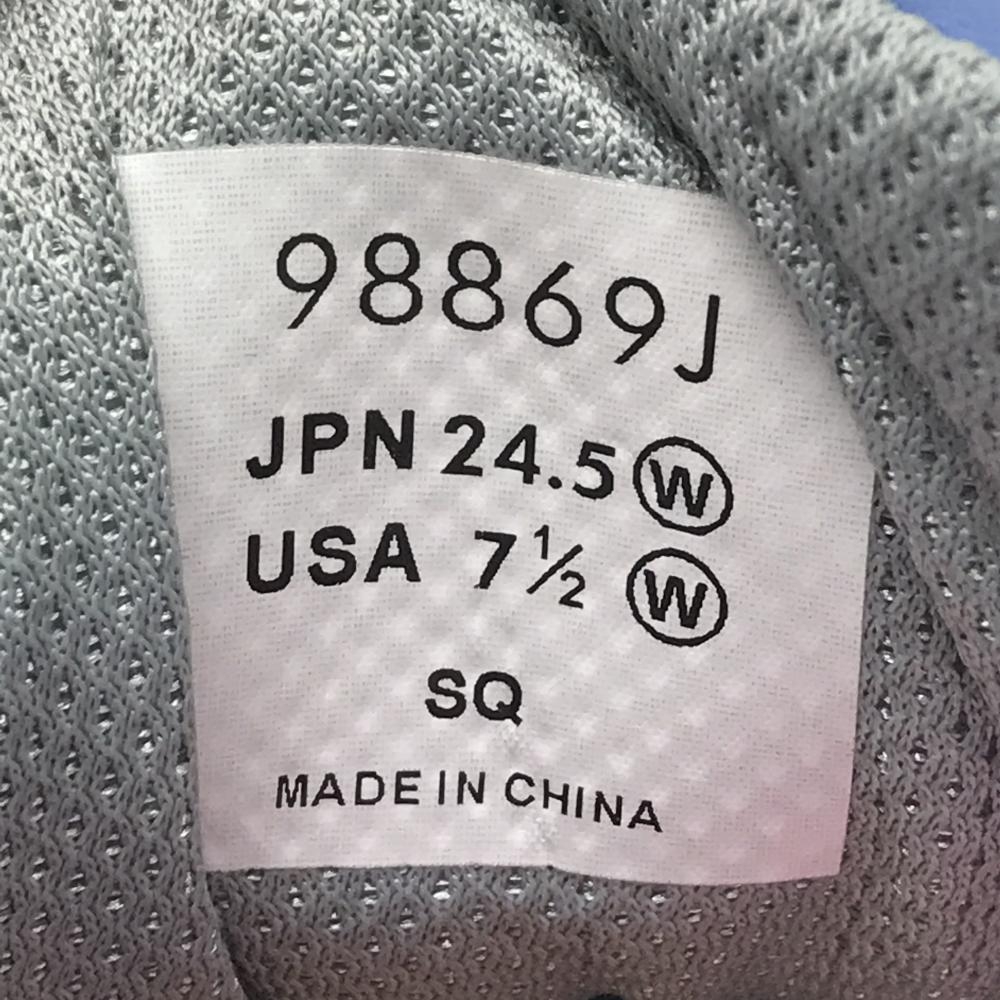 98869J
JPN 24.5 Ⓦ
USA 7½ Ⓦ
SQ
MADE IN CHINA